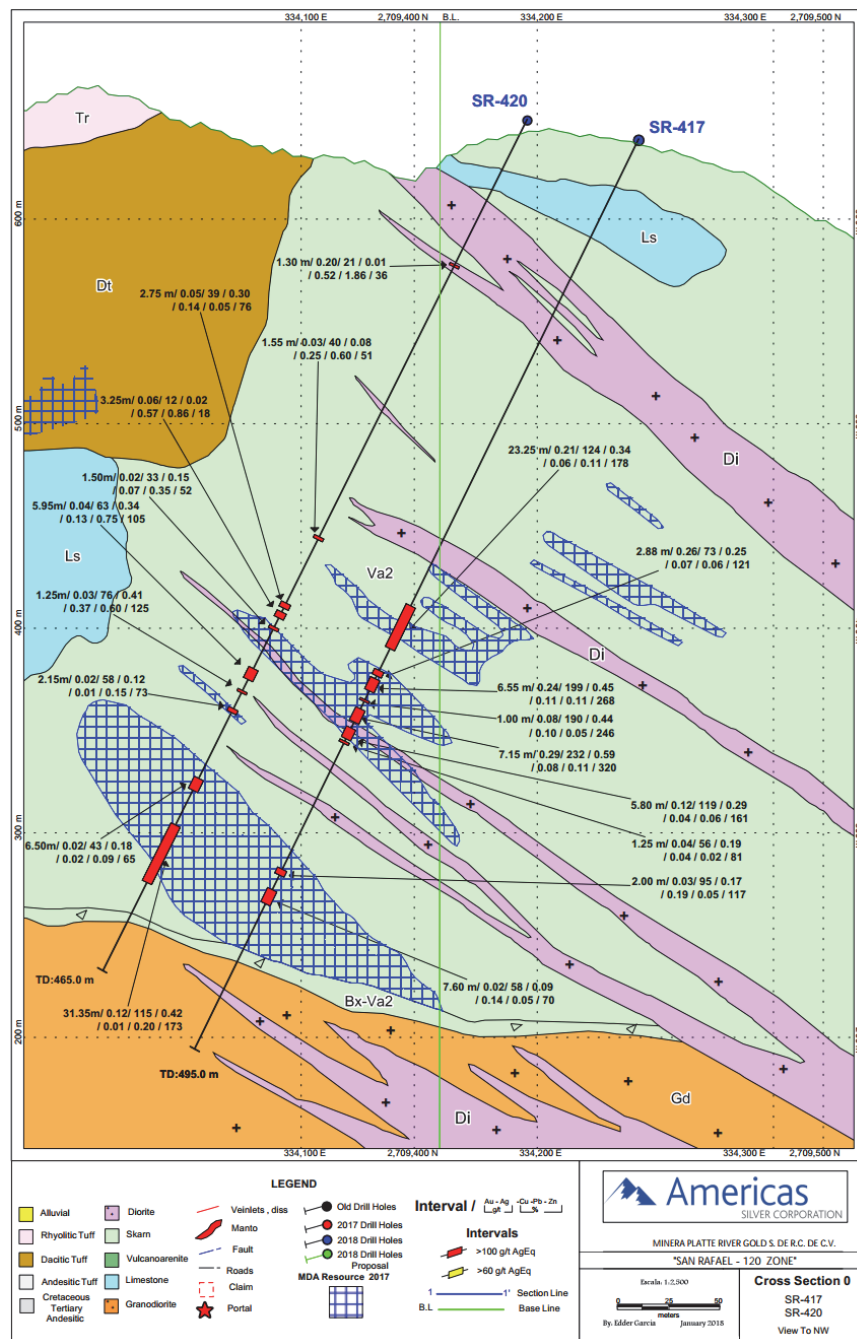 334,100 E
2,709,400 N
B.L.
334,200 E
334,300 E
2,709,500 N
SR-420
SR-417
Tr
Ls
Dt
600 m
500 m
400 m
300 m
200 m
1.30 m/ 0.20/ 21 / 0.01
/ 0.52 / 1.86 / 36
2.75 m/ 0.05/ 39 / 0.30
/ 0.14 / 0.05 / 76
1.55 m/ 0.03/ 40 / 0.08
/ 0.25 / 0.60 / 51
3.25m/ 0.06/ 12 / 0.02
/ 0.57 / 0.86 / 18
23.25 m/ 0.21/ 124 / 0.34
/ 0.06 / 0.11 / 178
Di
1.50m/ 0.02/ 33 / 0.15
/ 0.07 / 0.35 / 52
5.95m/ 0.04/ 63 / 0.34
/ 0.13 / 0.75 / 105
Ls
Va2
2.88 m/ 0.26/ 73 / 0.25
/ 0.07 / 0.06 / 121
1.25m/ 0.03/ 76 / 0.41
/ 0.37 / 0.60 / 125
Di
2.15m/ 0.02/ 58 / 0.12
/ 0.01 / 0.15 / 73
6.55 m/ 0.24/ 199 / 0.45
/ 0.11 / 0.11 / 268
1.00 m/ 0.08/ 190 / 0.44
/ 0.10 / 0.05 / 246
7.15 m/ 0.29/ 232 / 0.59
/ 0.08 / 0.11 / 320
5.80 m/ 0.12/ 119 / 0.29
/ 0.04 / 0.06 / 161
6.50m/ 0.02/ 43 / 0.18
/ 0.02 / 0.09 / 65
1.25 m/ 0.04/ 56 / 0.19
/ 0.04 / 0.02 / 81
2.00 m/ 0.03/ 95 / 0.17
/ 0.19 / 0.05 / 117
TD:465.0 m
7.60 m/ 0.02/ 58 / 0.09
/ 0.14 / 0.05 / 70
Bx-Va2
31.35m/ 0.12/ 115 / 0.42
/ 0.01 / 0.20 / 173
TD:495.0 m
Gd
Di
334,100 E
2,709,400 N
334,200 E
334,300 E
2,709,500 N
LEGEND
Alluvial
Rhyolitic Tuff
Dacitic Tuff
Andesitic Tuff
Cretaceous
Tertiary
Andesitic
Diorite
Skarn
Vulcanoarenite
Limestone
Granodiorite
Veinlets , diss
Manto
Fault
Roads
Claim
Portal
Old Drill Holes
2017 Drill Holes
2018 Drill Holes
2018 Drill Holes
Proposal
MDA Resource 2017
Interval / Au - Ag -Cu -Pb - Zn
g/t %
Intervals
>100 g/t AgEq
>60 g/t AgEq
1 1' Section Line
B.L Base Line
Americas
SILVER CORPORATION
MINERA PLATTE RIVER GOLD S. DE R.C. DE C.V.
"SAN RAFAEL - 120 ZONE"
Escala: 1:2,500
0 25 50
meters
By. Edder Garcia January 2018
Cross Section 0
SR-417
SR-420
View To NW